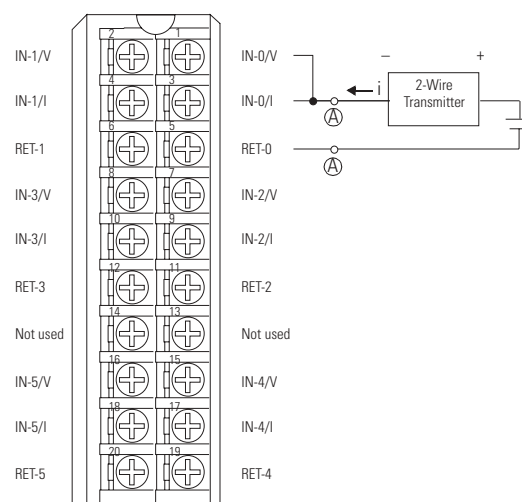 2 1
IN-1/V IN-0/V − +
4 3
IN-1/I IN-0/I i 2-Wire
Transmitter
A
6 5
RET-1 RET-0
A
8 7
IN-3/V IN-2/V
10 9
IN-3/I IN-2/I
12 11
RET-3 RET-2
14 13
Not used Not used
16 15
IN-5/V IN-4/V
18 17
IN-5/I IN-4/I
20 19
RET-5 RET-4